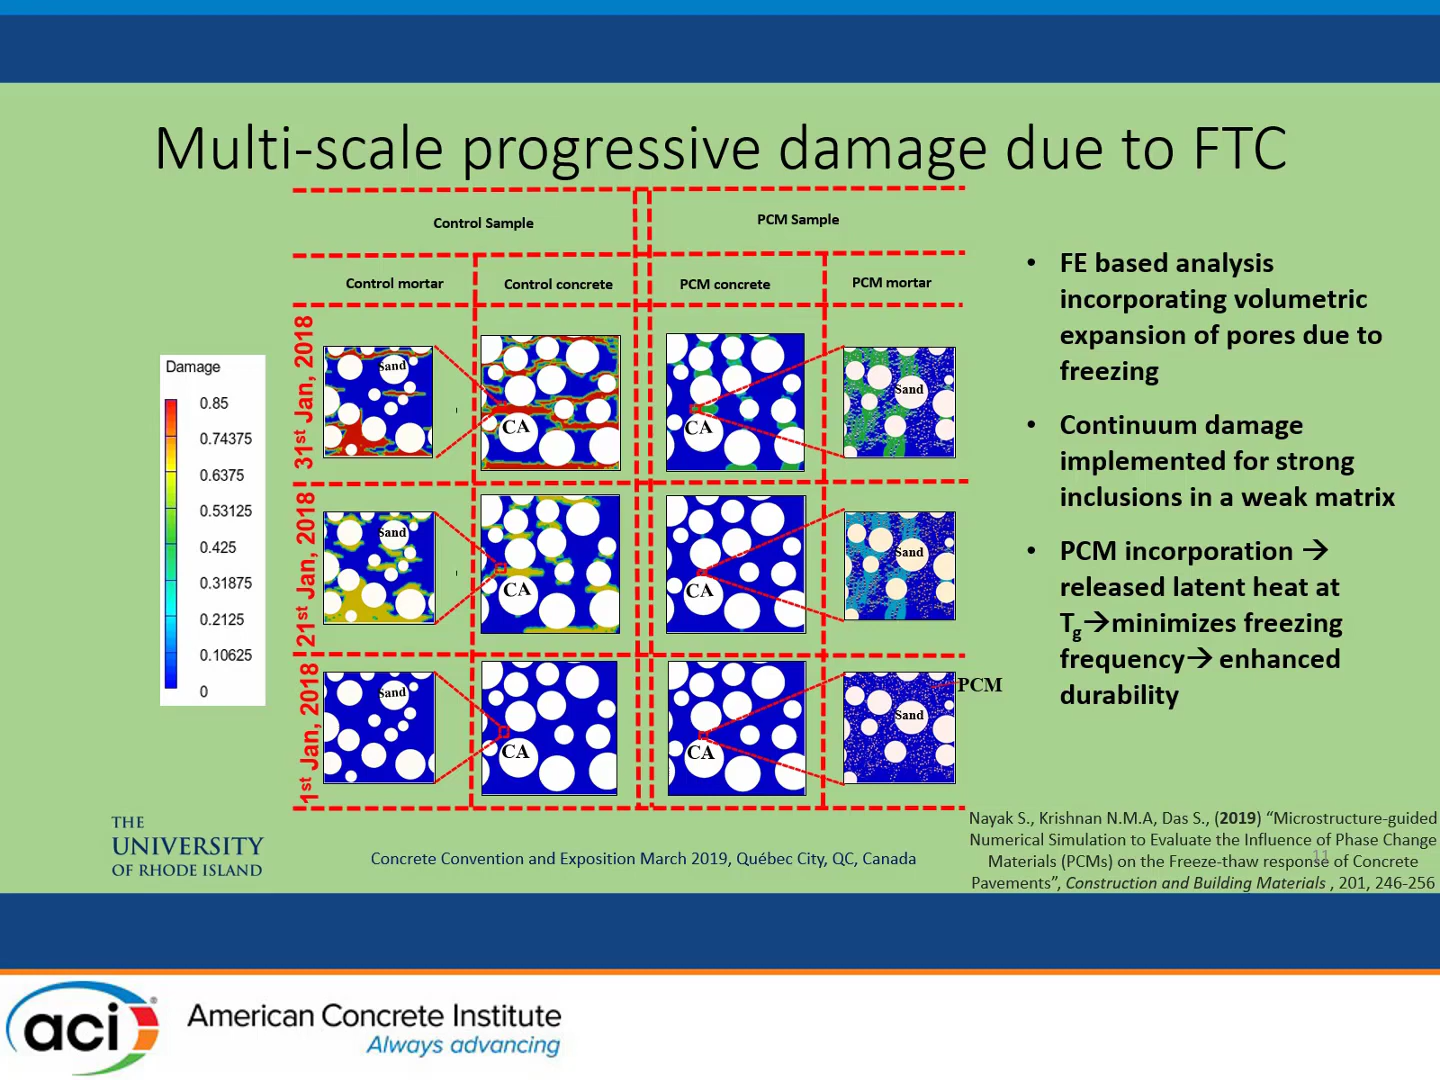 Multi-scale progressive damage due to FTC
Control Sample
PCM Sample
Control mortar
Control concrete
PCM concrete
PCM mortar
31st Jan, 2018
Sand
CA
CA
Sand
21st Jan, 2018
Sand
CA
CA
Sand
1st Jan, 2018
Sand
CA
CA
Sand
PCM
Damage
0.85
0.74375
0.6375
0.53125
0.425
0.31875
0.2125
0.10625
0
• FE based analysis
incorporating volumetric
expansion of pores due to
freezing
• Continuum damage
implemented for strong
inclusions in a weak matrix
• PCM incorporation →
released latent heat at
Tg→minimizes freezing
frequency→ enhanced
durability
THE
UNIVERSITY
OF RHODE ISLAND
Concrete Convention and Exposition March 2019, Québec City, QC, Canada
Nayak S., Krishnan N.M.A, Das S., (2019) “Microstructure-guided
Numerical Simulation to Evaluate the Influence of Phase Change
Materials (PCMs) on the Freeze-thaw response of Concrete
Pavements”, Construction and Building Materials , 201, 246-256
11
aci®
American Concrete Institute
Always advancing